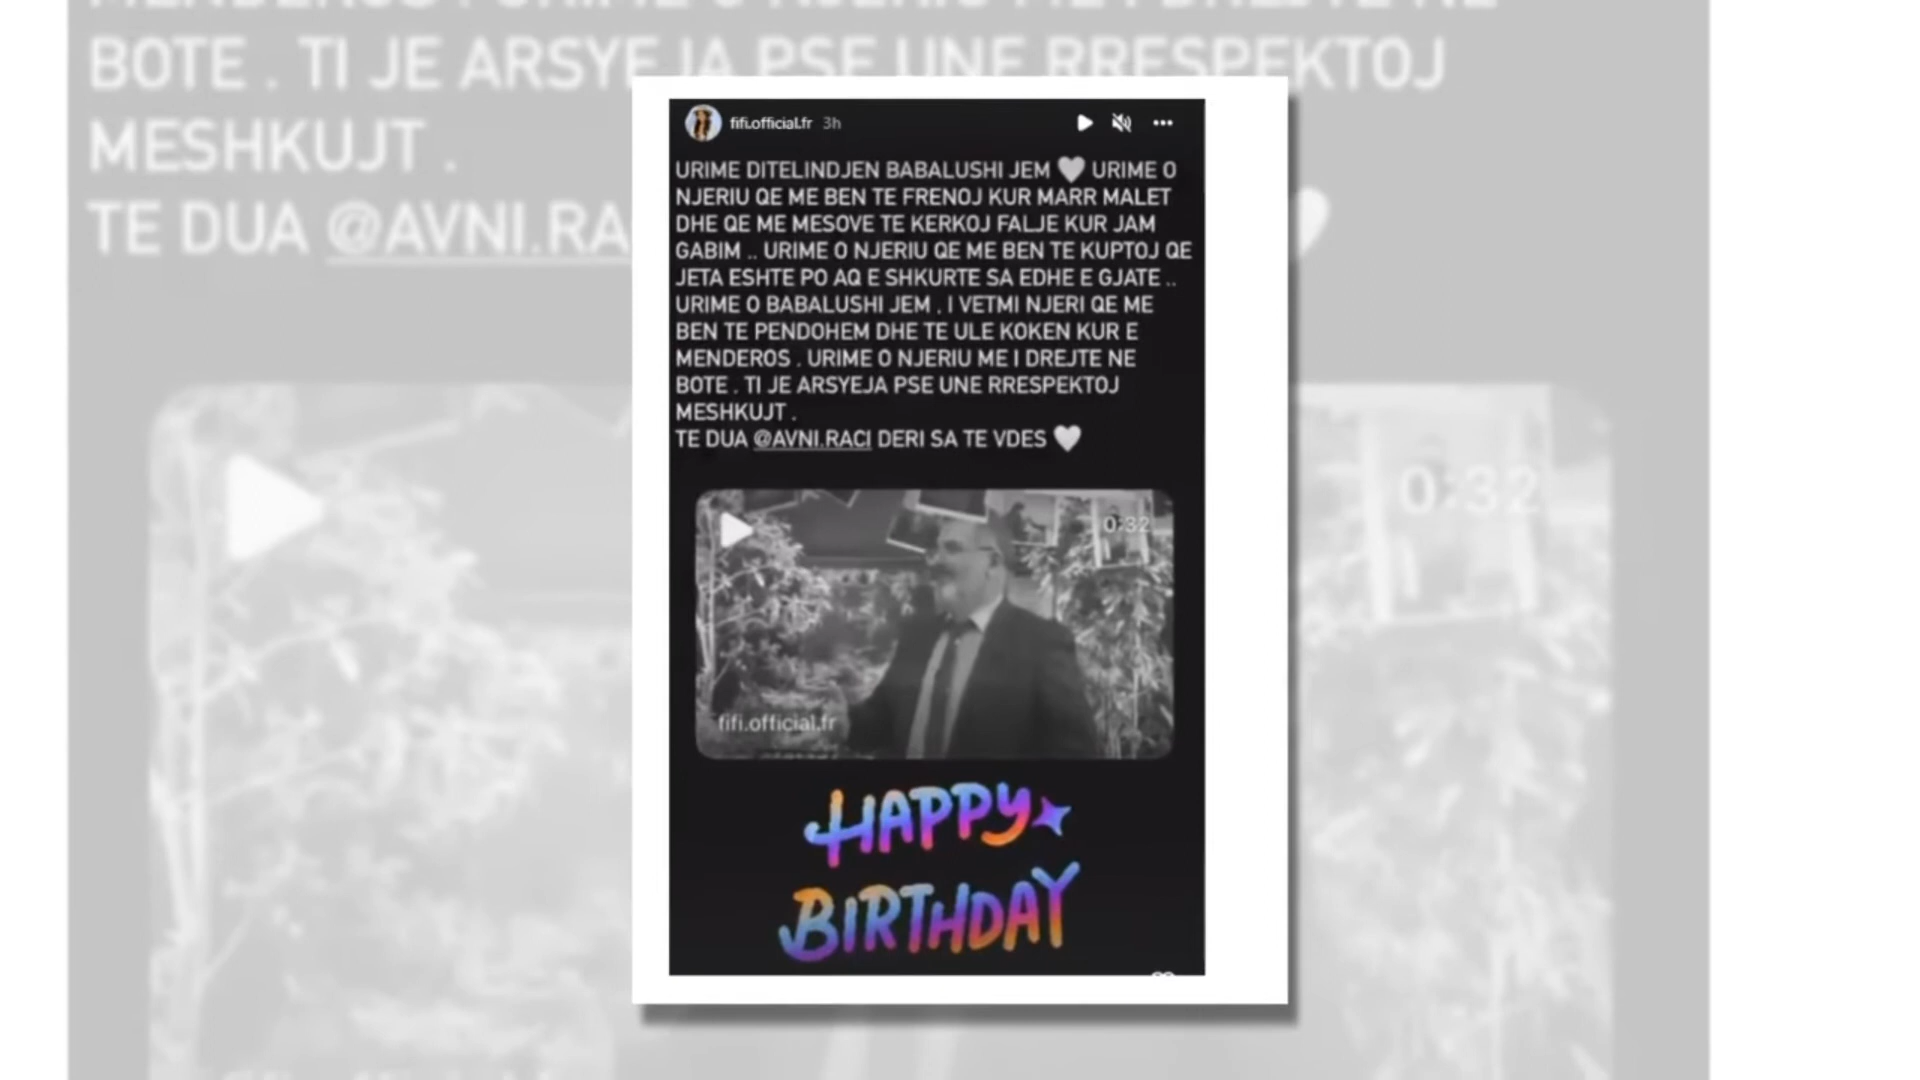 BOTE . TI JE ARSYEJA PSE UNE RRESPEKTOJ
MESHKUJT .
TE DUA @AVNI.RA
0:32
fifi.official.fr 3h
URIME DITELINDJEN BABALUSHI JEM 🤍 URIME O
NJERIU QE ME BEN TE FRENOJ KUR MARR MALET
DHE QE ME MESOVE TE KERKOJ FALJE KUR JAM
GABIM .. URIME O NJERIU QE ME BEN TE KUPTOJ QE
JETA ESHTE PO AQ E SHKURTE SA EDHE E GJATE ..
URIME O BABALUSHI JEM , I VETMI NJERI QE ME
BEN TE PENDOHEM DHE TE ULE KOKEN KUR E
MENDEROS . URIME O NJERIU ME I DREJTE NE
BOTE . TI JE ARSYEJA PSE UNE RRESPEKTOJ
MESHKUJT .
TE DUA @AVNI.RACI DERI SA TE VDES 🤍
0:32
fifi.official.fr
HAPPY
BIRTHDAY